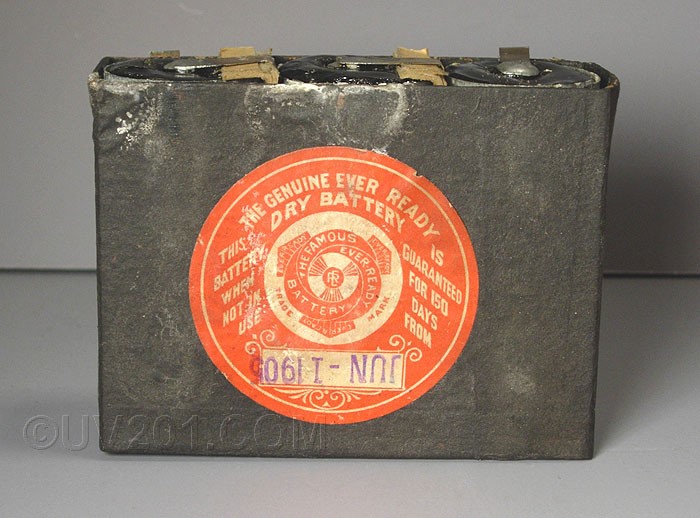 THE GENUINE EVER READY
DRY BATTERY
IS
GUARANTEED
FOR 150
DAYS
FROM
THIS
BATTERY
WHEN
NOT IN
USE
THE FAMOUS
EVER-READY
BATTERY
TRADE MARK
JUN - 1 1905
©UV201.COM